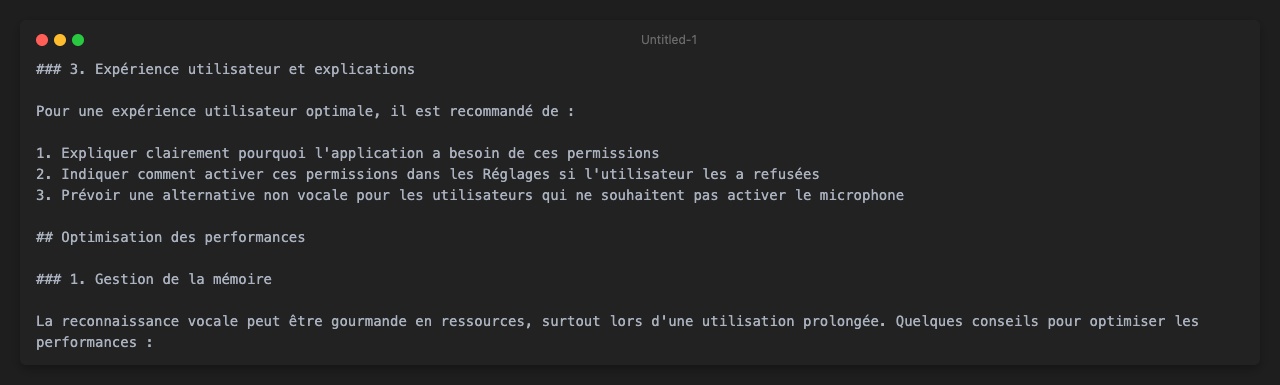 Untitled-1
### 3. Expérience utilisateur et explications
Pour une expérience utilisateur optimale, il est recommandé de :
1. Expliquer clairement pourquoi l'application a besoin de ces permissions
2. Indiquer comment activer ces permissions dans les Réglages si l'utilisateur les a refusées
3. Prévoir une alternative non vocale pour les utilisateurs qui ne souhaitent pas activer le microphone
## Optimisation des performances
### 1. Gestion de la mémoire
La reconnaissance vocale peut être gourmande en ressources, surtout lors d'une utilisation prolongée. Quelques conseils pour optimiser les
performances :